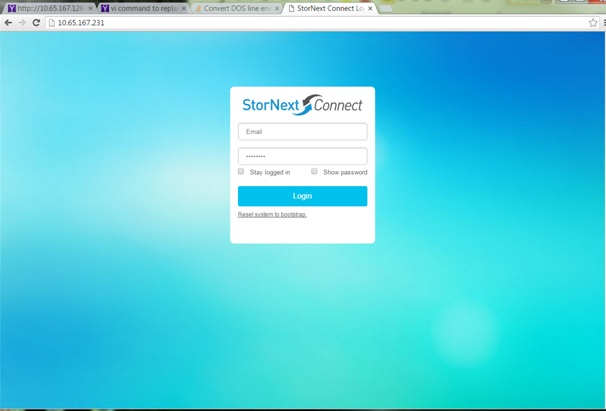 http://10.65.167.126
vi command to repla
Convert DOS line en
StorNext Connect Lo
10.65.167.231
StorNext Connect
Email
••••••••
Stay logged in
Show password
Login
Reset system to bootstrap.